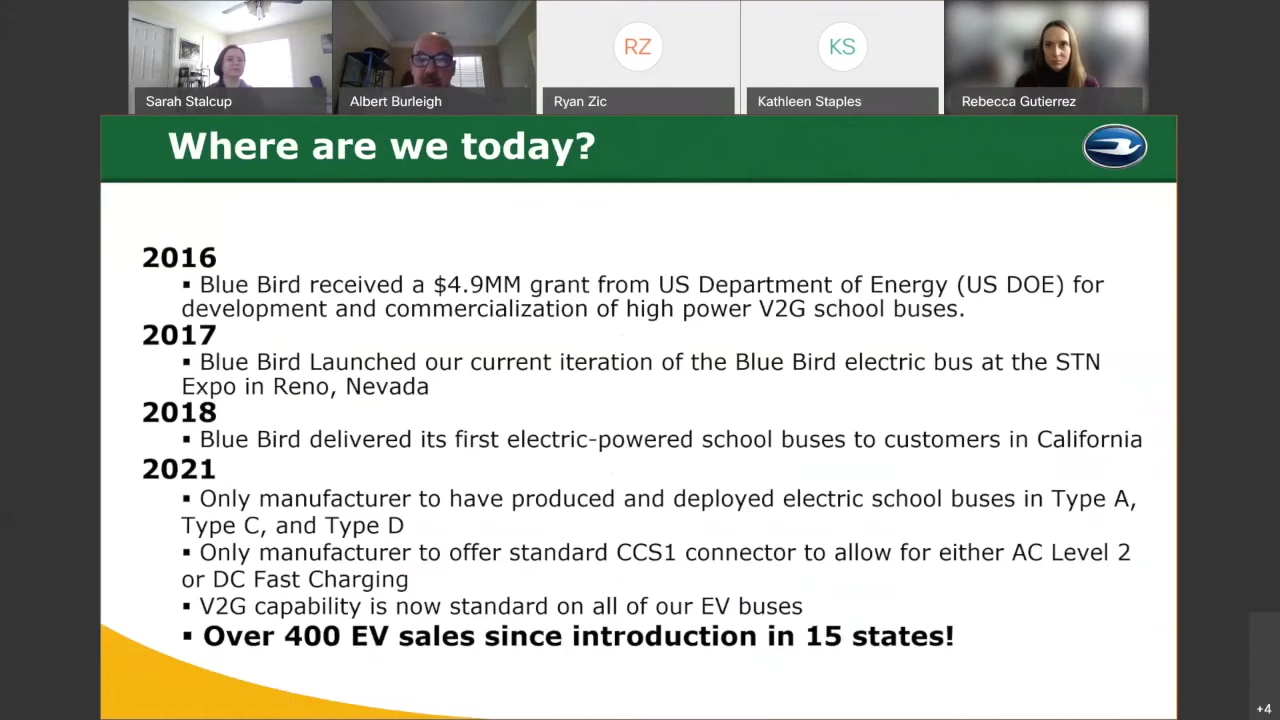 RZ
KS
Sarah Stalcup
Albert Burleigh
Ryan Zic
Kathleen Staples
Rebecca Gutierrez
Where are we today?
2016
▪ Blue Bird received a $4.9MM grant from US Department of Energy (US DOE) for
development and commercialization of high power V2G school buses.
2017
▪ Blue Bird Launched our current iteration of the Blue Bird electric bus at the STN
Expo in Reno, Nevada
2018
▪ Blue Bird delivered its first electric-powered school buses to customers in California
2021
▪ Only manufacturer to have produced and deployed electric school buses in Type A,
Type C, and Type D
▪ Only manufacturer to offer standard CCS1 connector to allow for either AC Level 2
or DC Fast Charging
▪ V2G capability is now standard on all of our EV buses
▪ Over 400 EV sales since introduction in 15 states!
+4